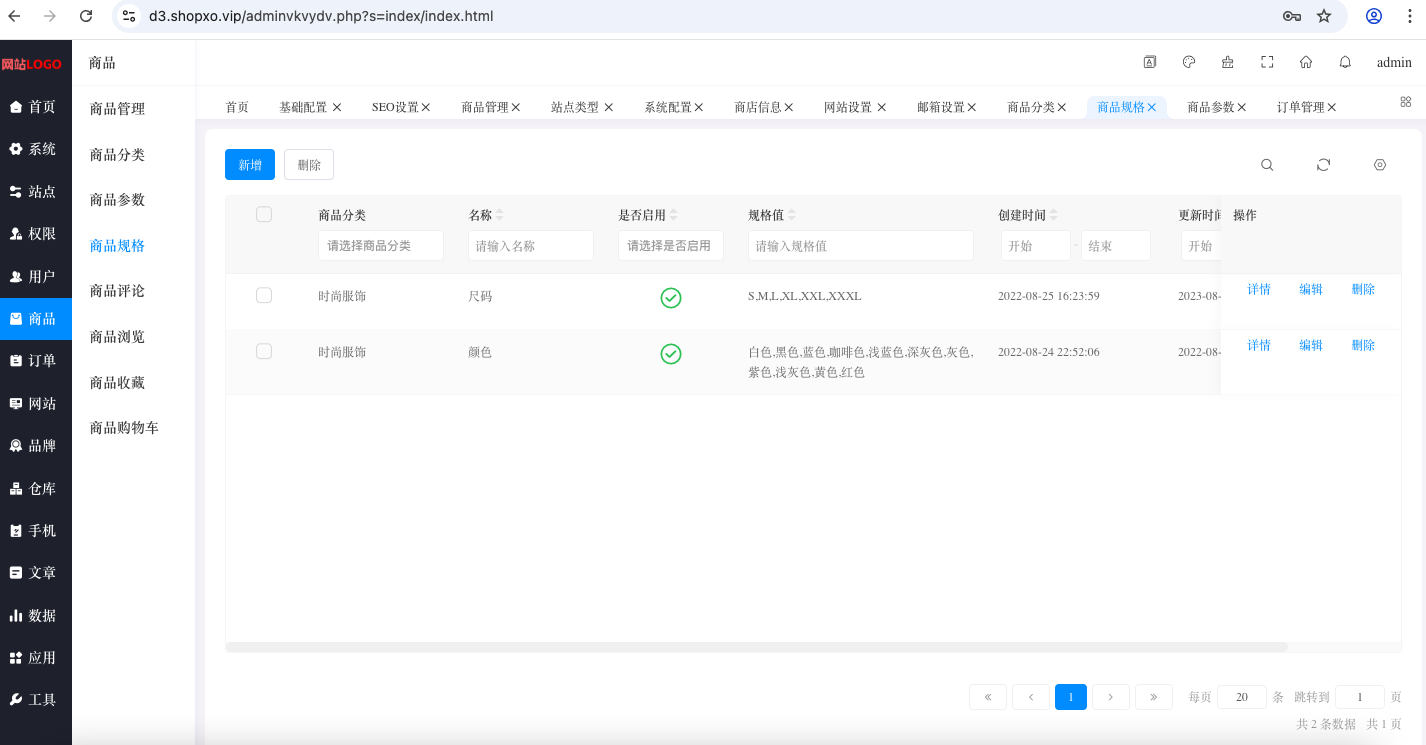 d3.shopxo.vip/adminvkvydv.php?s=index/index.html
网站LOGO
首页
系统
站点
权限
用户
商品
订单
网站
品牌
仓库
手机
文章
数据
应用
工具
商品
商品管理
商品分类
商品参数
商品规格
商品评论
商品浏览
商品收藏
商品购物车
admin
首页 基础配置 SEO设置 商品管理 站点类型 系统配置 商店信息 网站设置 邮箱设置 商品分类 商品规格 商品参数 订单管理
新增 删除
商品分类 名称 是否启用 规格值 创建时间 更新时间 操作
请选择商品分类 请输入名称 请选择是否启用 请输入规格值 开始 - 结束 开始
时尚服饰 尺码 S,M,L,XL,XXL,XXXL 2022-08-25 16:23:59 2023-08- 详情 编辑 删除
时尚服饰 颜色 白色,黑色,蓝色,咖啡色,浅蓝色,深灰色,灰色, 2022-08-24 22:52:06 2022-08- 详情 编辑 删除
紫色,浅灰色,黄色,红色
« ‹ 1 › » 每页 20 条 跳转到 1 页
共 2 条数据 共 1 页